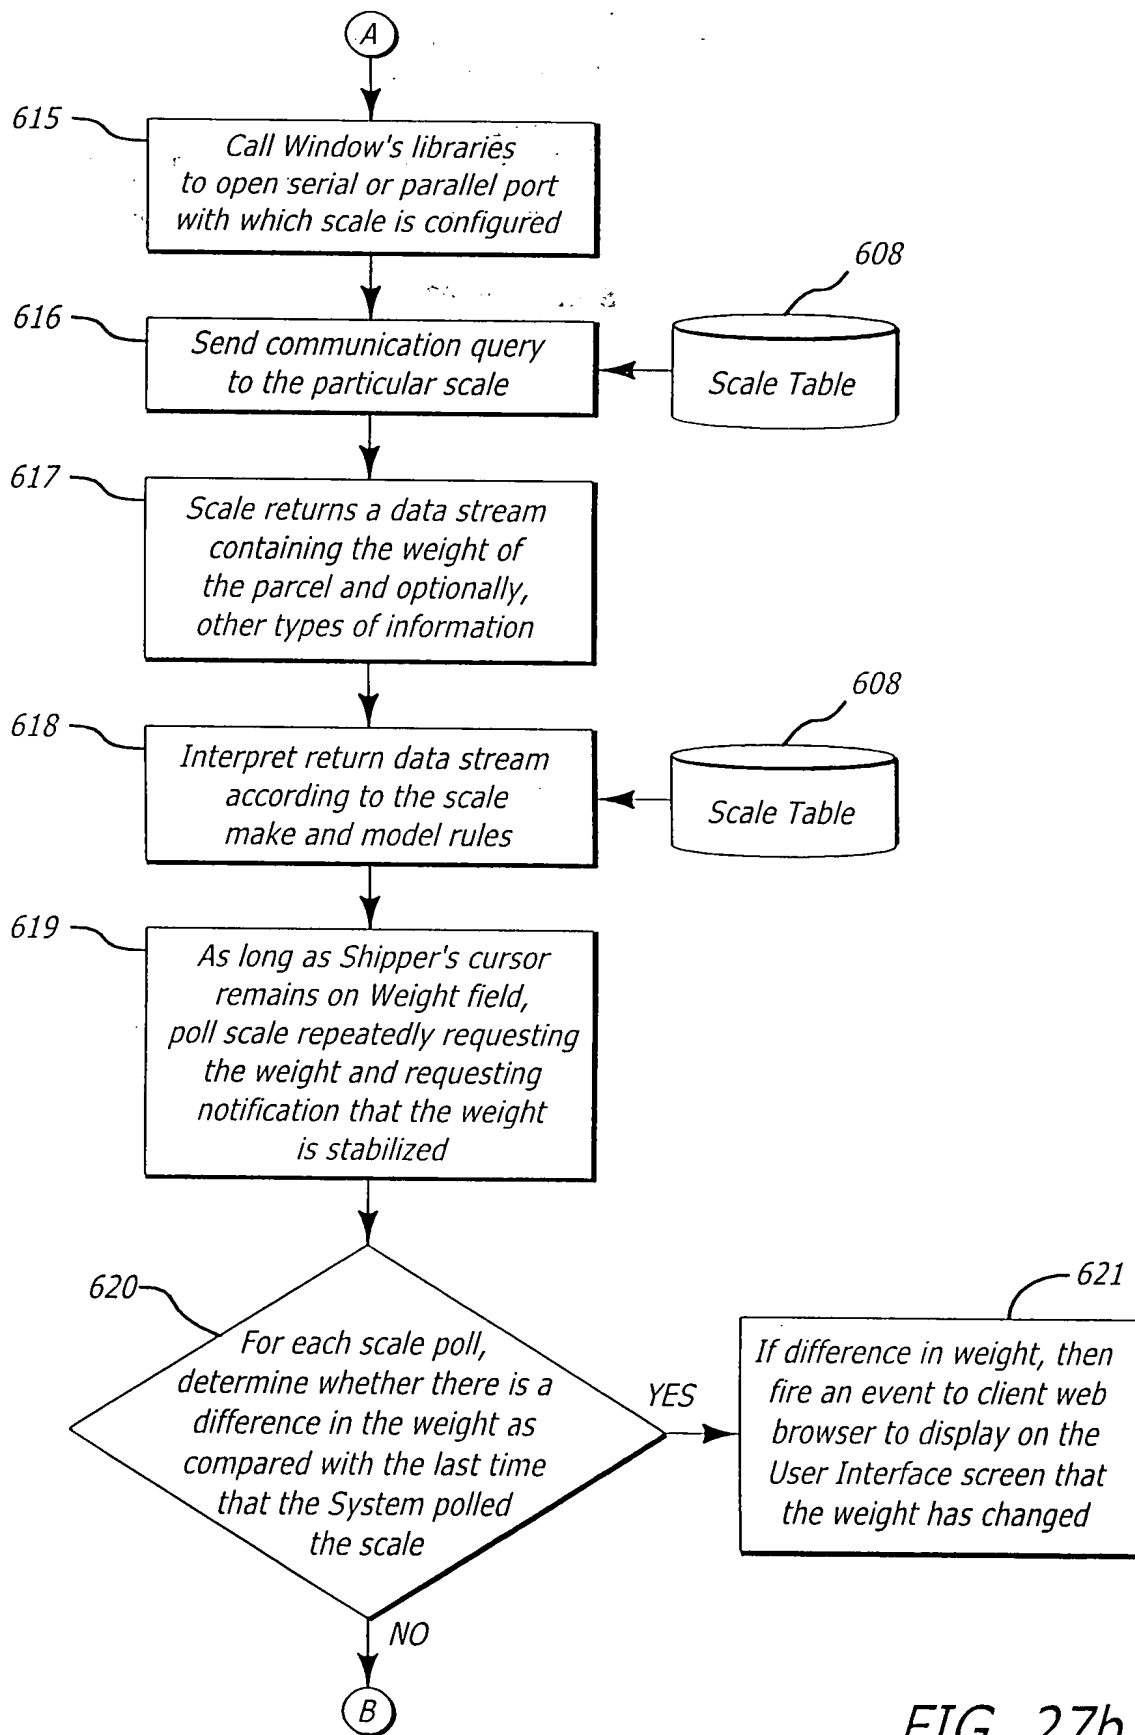 A
615
Call Window's libraries
to open serial or parallel port
with which scale is configured
608
616
Send communication query
to the particular scale
Scale Table
617
Scale returns a data stream
containing the weight of
the parcel and optionally,
other types of information
608
618
Interpret return data stream
according to the scale
make and model rules
Scale Table
619
As long as Shipper's cursor
remains on Weight field,
poll scale repeatedly requesting
the weight and requesting
notification that the weight
is stabilized
620
For each scale poll,
determine whether there is a
difference in the weight as
compared with the last time
that the System polled
the scale
YES
621
If difference in weight, then
fire an event to client web
browser to display on the
User Interface screen that
the weight has changed
NO
B
FIG. 27b